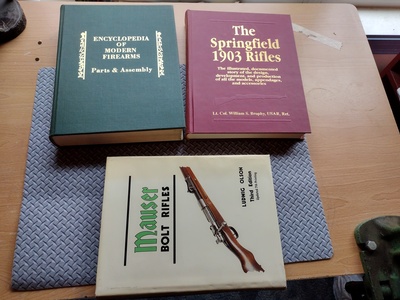 ENCYCLOPEDIA
OF
MODERN
FIREARMS
Parts & Assembly
The
Springfield
1903 Rifles
The illustrated, documented
story of the design,
development, and production
of all the models, appendages,
and accessories
Lt. Col. William S. Brophy, USAR, Ret.
Mauser
BOLT RIFLES
LUDWIG OLSON
Third Edition